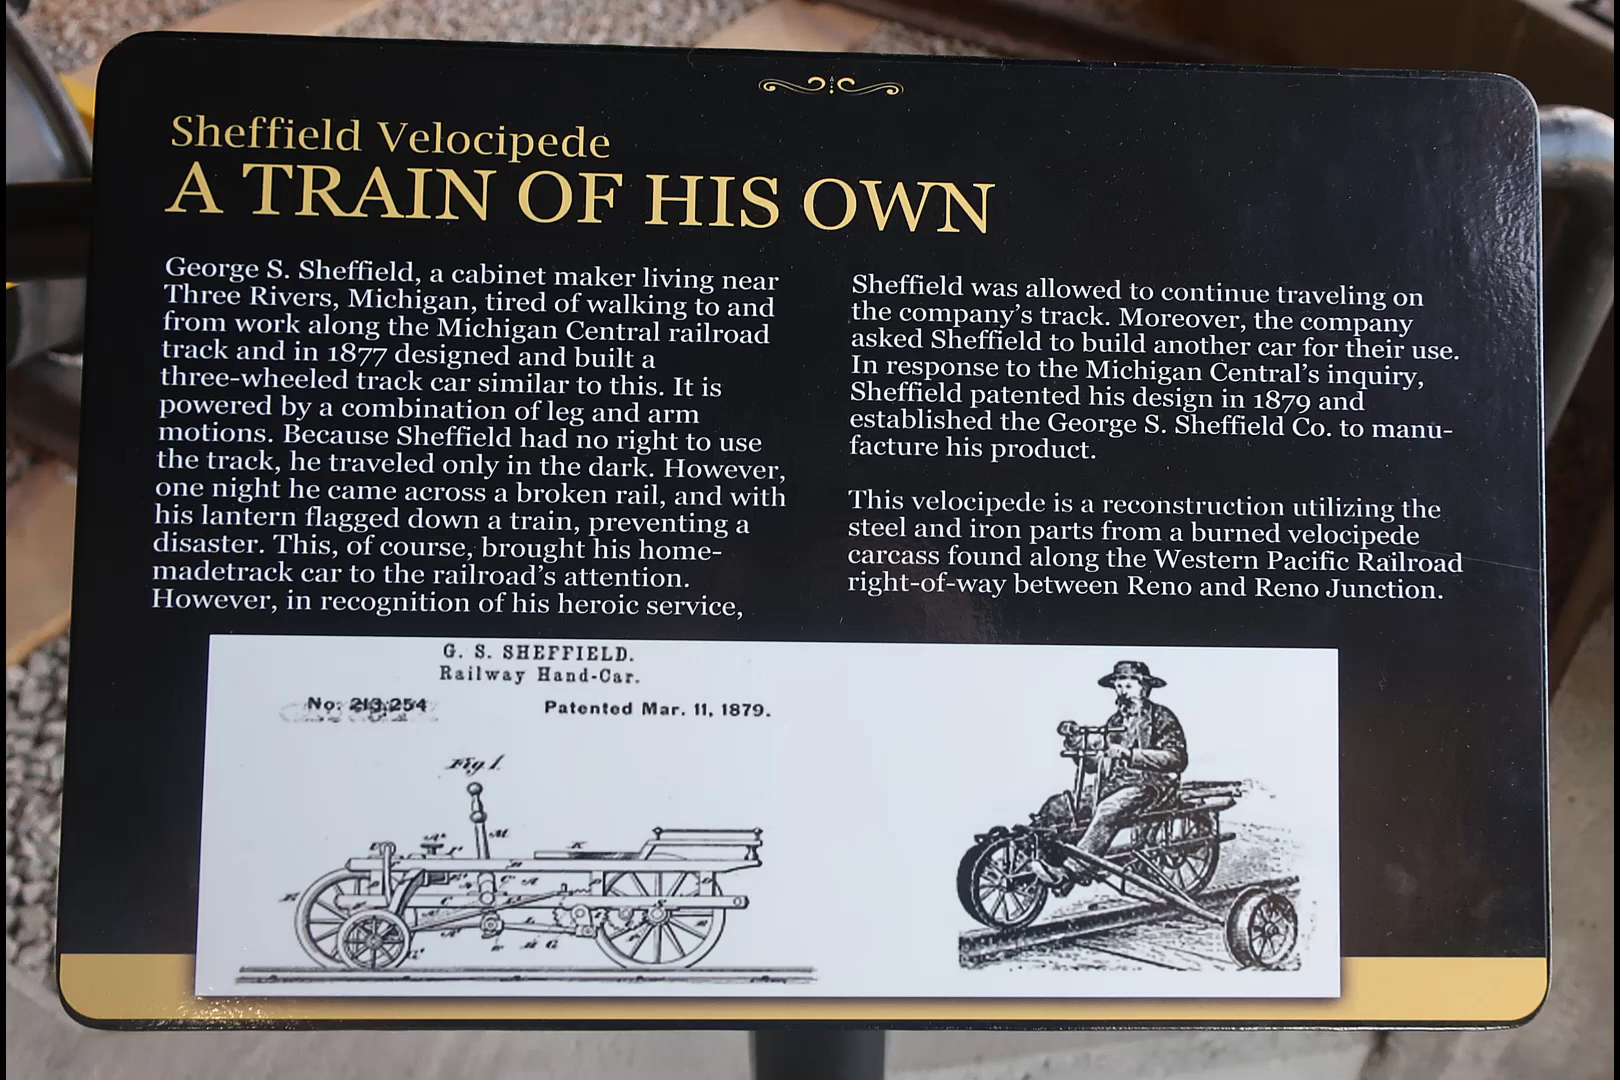 Sheffield Velocipede
A TRAIN OF HIS OWN
George S. Sheffield, a cabinet maker living near
Three Rivers, Michigan, tired of walking to and
from work along the Michigan Central railroad
track and in 1877 designed and built a
three-wheeled track car similar to this. It is
powered by a combination of leg and arm
motions. Because Sheffield had no right to use
the track, he traveled only in the dark. However,
one night he came across a broken rail, and with
his lantern flagged down a train, preventing a
disaster. This, of course, brought his home-
madetrack car to the railroad's attention.
However, in recognition of his heroic service,
Sheffield was allowed to continue traveling on
the company's track. Moreover, the company
asked Sheffield to build another car for their use.
In response to the Michigan Central's inquiry,
Sheffield patented his design in 1879 and
established the George S. Sheffield Co. to manu-
facture his product.
This velocipede is a reconstruction utilizing the
steel and iron parts from a burned velocipede
carcass found along the Western Pacific Railroad
right-of-way between Reno and Reno Junction.
G. S. SHEFFIELD.
Railway Hand-Car.
No. 213,254
Patented Mar. 11, 1879.
Fig 1.